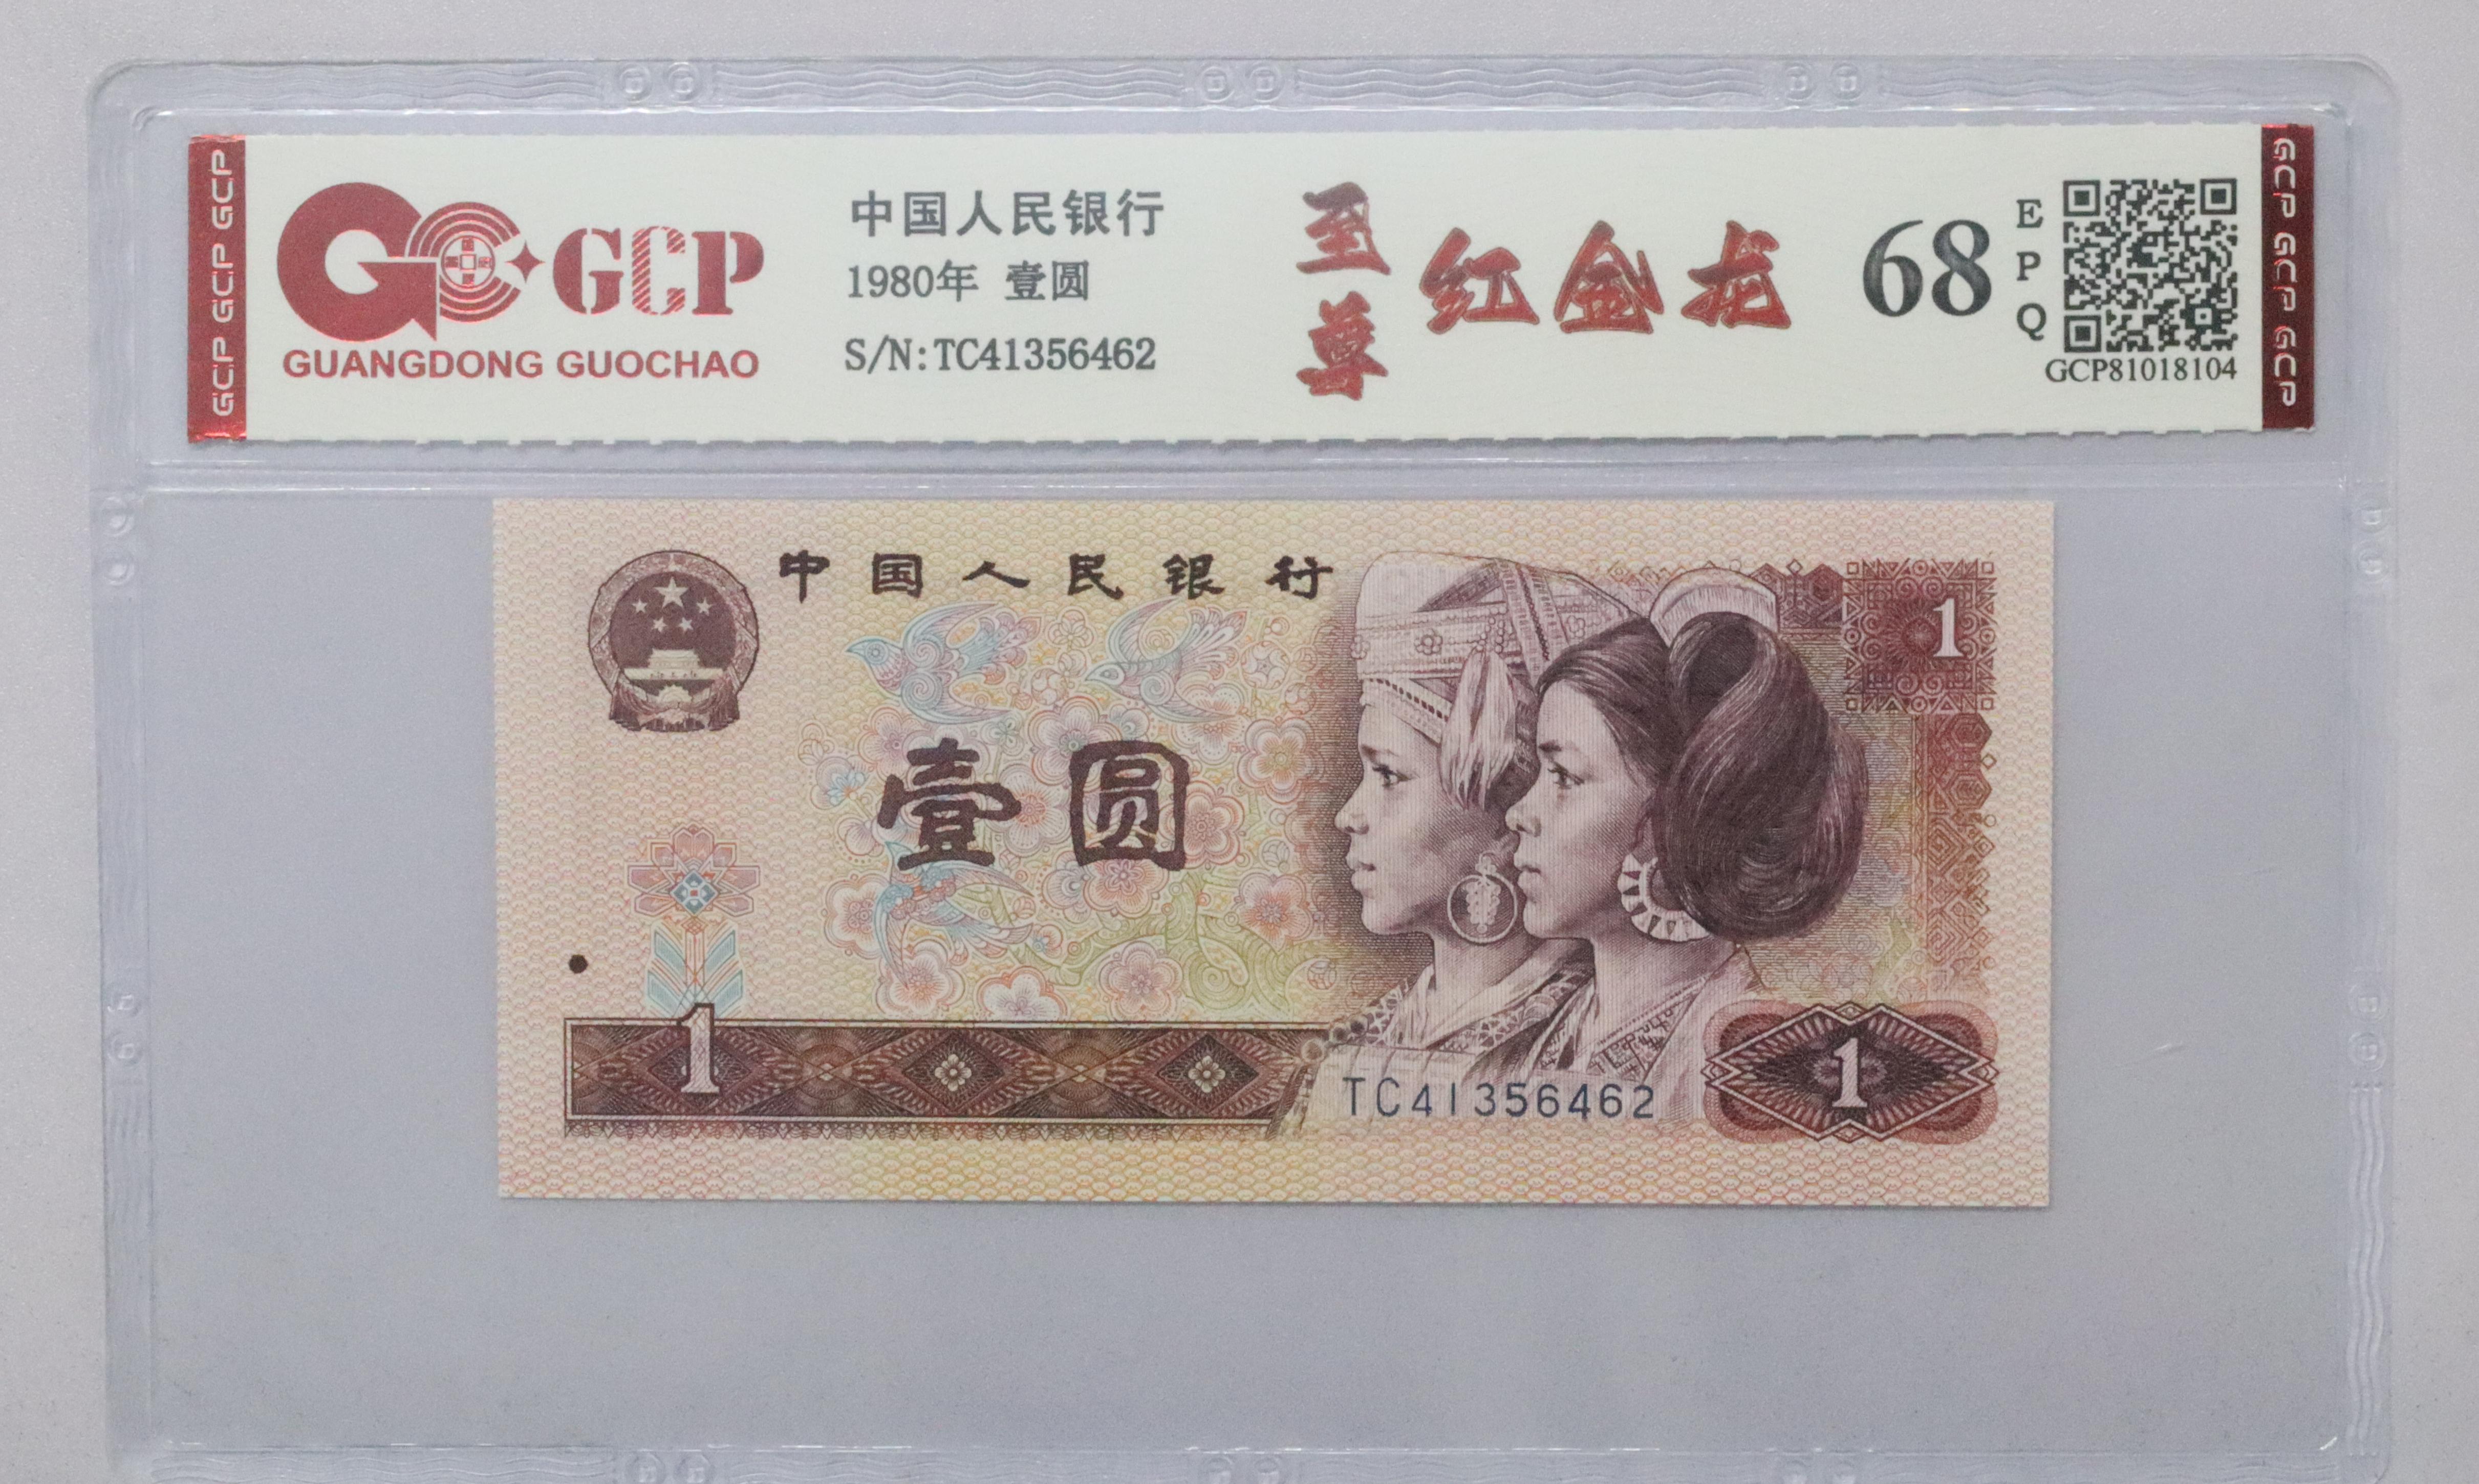 GCP GCP GCP
GCP
GUANGDONG GUOCHAO
中国人民银行
1980年 壹圆
S/N:TC41356462
至尊
红金龙
68
EPQ
GCP81018104
GCP GCP GCP
中国人民银行
1
壹圆
1
TC41356462
1